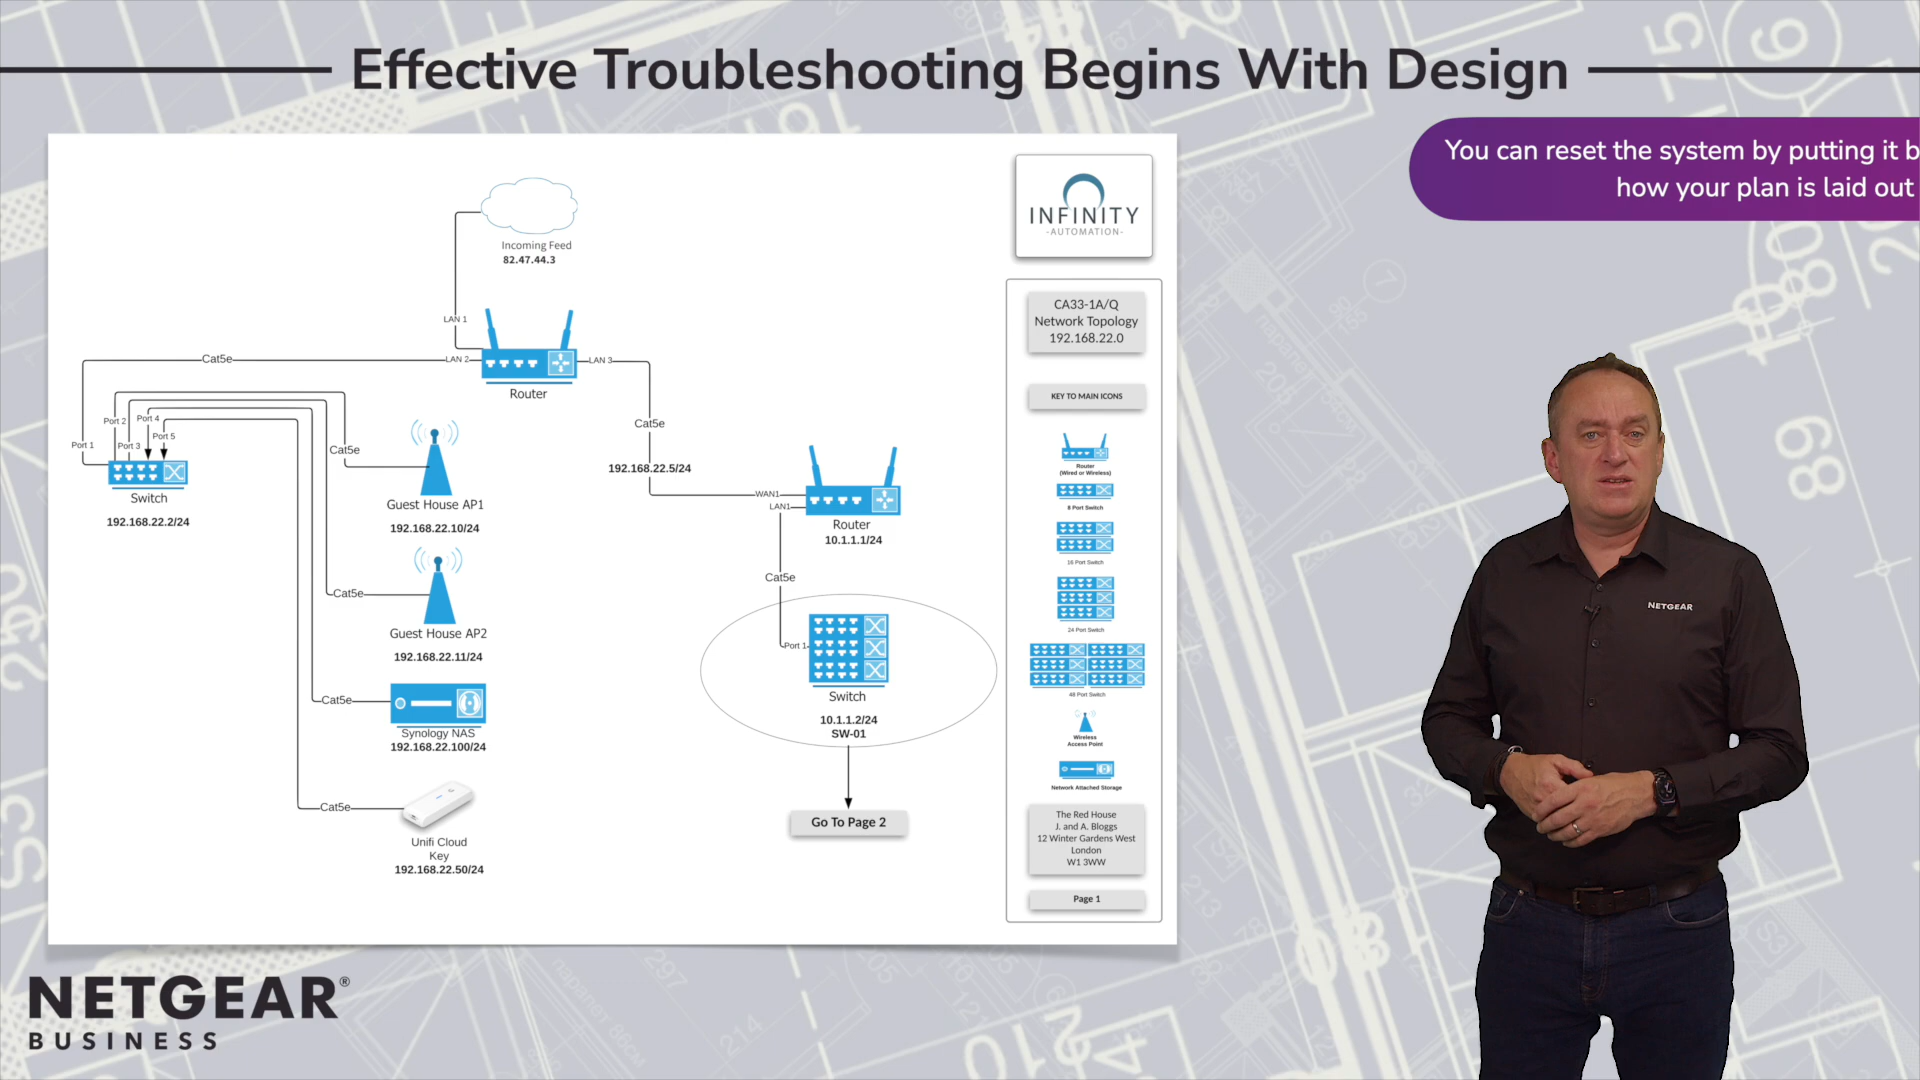 Effective Troubleshooting Begins With Design
You can reset the system by putting it b
how your plan is laid out
INFINITY
-AUTOMATION-
Incoming Feed
82.47.44.3
LAN 1
LAN 2
LAN 3
Router
Cat5e
Port 1
Port 2
Port 3
Port 4
Port 5
Switch
192.168.22.2/24
Cat5e
Guest House AP1
192.168.22.10/24
Cat5e
Guest House AP2
192.168.22.11/24
Cat5e
Synology NAS
192.168.22.100/24
Cat5e
Unifi Cloud
Key
192.168.22.50/24
Cat5e
192.168.22.5/24
WAN1
LAN1
Router
10.1.1.1/24
Cat5e
Port 1
Switch
10.1.1.2/24
SW-01
Go To Page 2
CA33-1A/Q
Network Topology
192.168.22.0
KEY TO MAIN ICONS
Router
(Wired or Wireless)
8 Port Switch
16 Port Switch
24 Port Switch
48 Port Switch
Wireless
Access Point
Network Attached Storage
The Red House
J. and A. Bloggs
12 Winter Gardens West
London
W1 3WW
Page 1
NETGEAR
NETGEAR®
BUSINESS